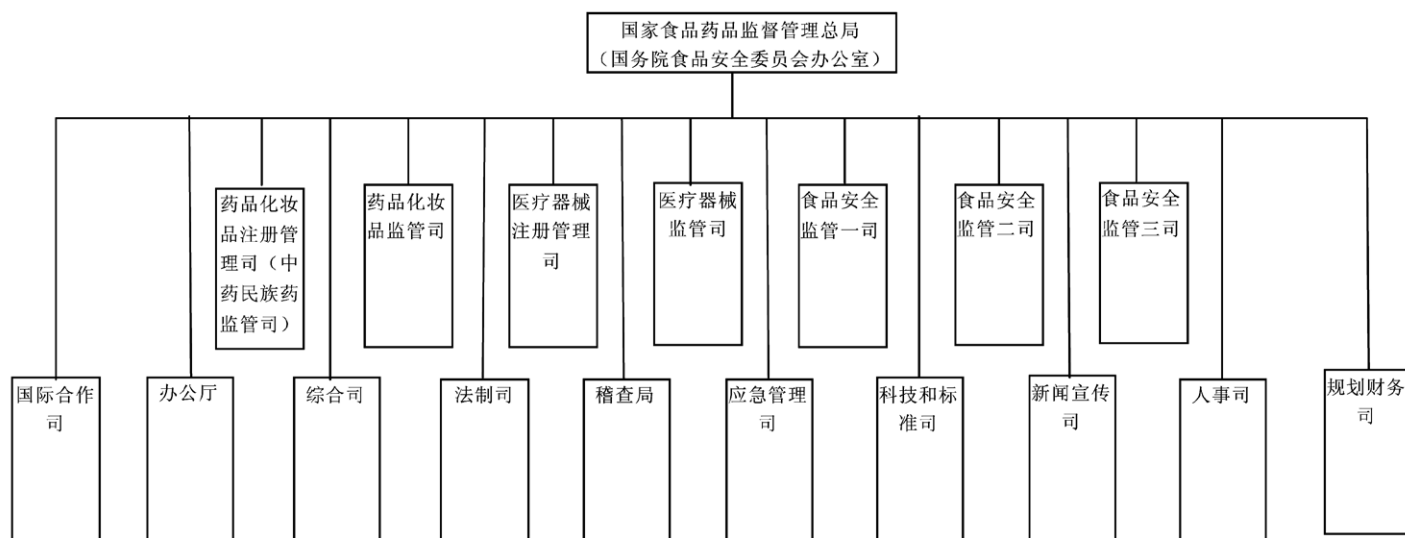 国家食品药品监督管理总局
（国务院食品安全委员会办公室）
药品化妆
品注册管
理司（中
药民族药
监管司）
药品化妆
品监管司
医疗器械
注册管理
司
医疗器械
监管司
食品安全
监管一司
食品安全
监管二司
食品安全
监管三司
国际合作
司
办公厅
综合司
法制司
稽查局
应急管理
司
科技和标
准司
新闻宣传
司
人事司
规划财务
司